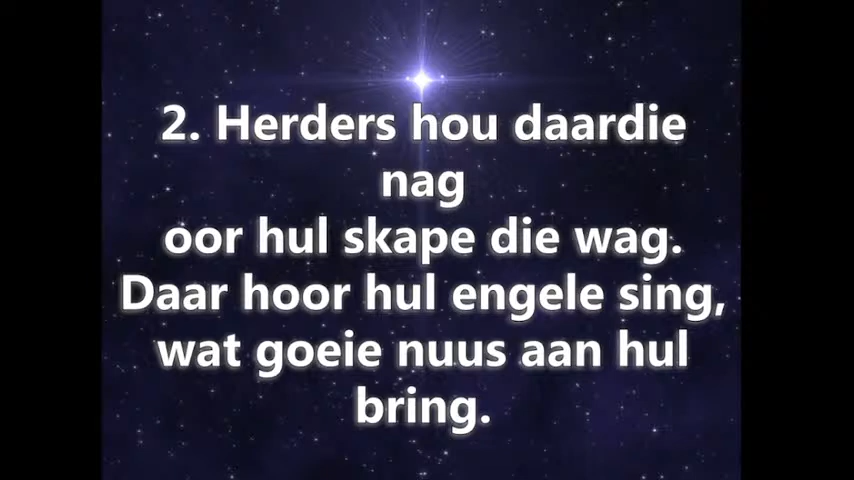 2. Herders hou daardie
nag
oor hul skape die wag.
Daar hoor hul engele sing,
wat goeie nuus aan hul
bring.